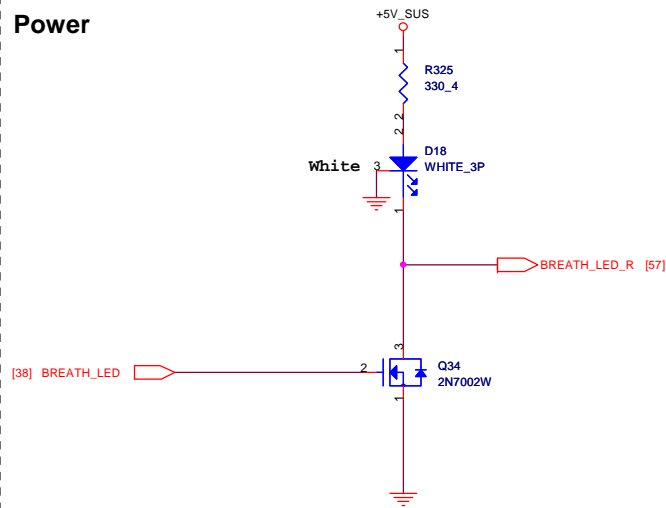 Power
+5V_SUS
1
R325
330_4
2
2
D18
White 3 WHITE_3P
1
BREATH_LED_R [57]
3
[38] BREATH_LED 2 Q34
2N7002W
1